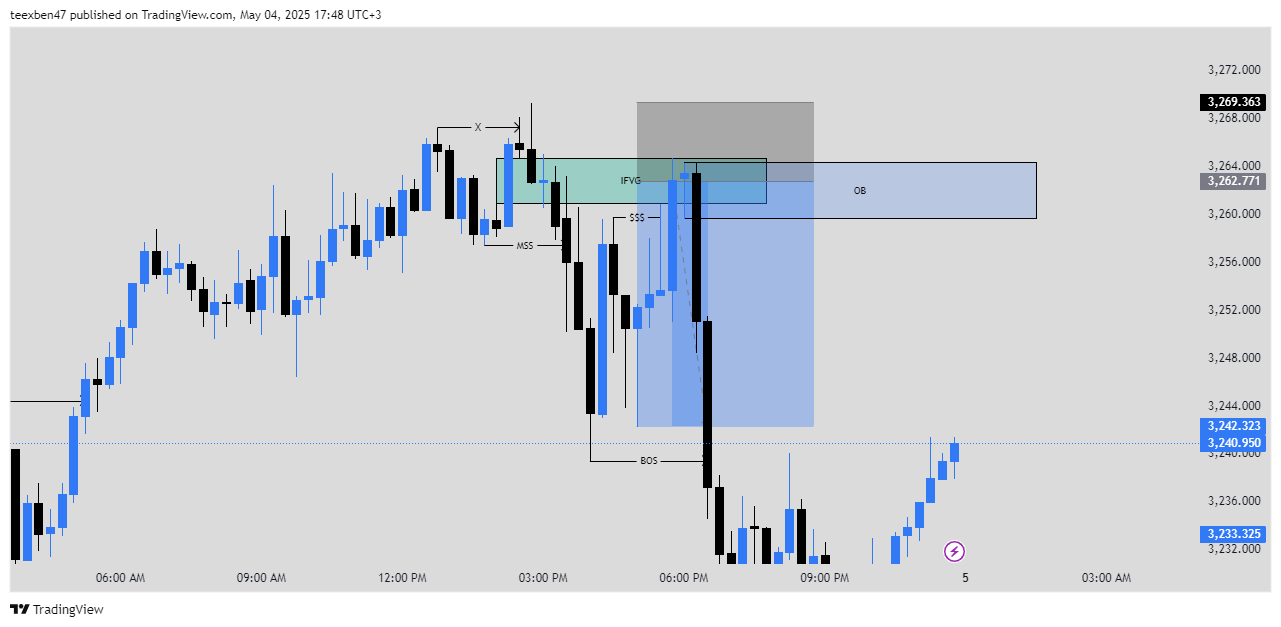 teexben47 published on TradingView.com, May 04, 2025 17:48 UTC+3
3,272.000
3,269.363
3,268.000
X
3,264.000
IFVG
3,262.771
OB
3,260.000
$$$
MSS
3,256.000
3,252.000
3,248.000
3,244.000
3,242.323
3,240.950
3,240.000
BOS
3,236.000
3,233.325
3,232.000
06:00 AM 09:00 AM 12:00 PM 03:00 PM 06:00 PM 09:00 PM 5 03:00 AM
TradingView